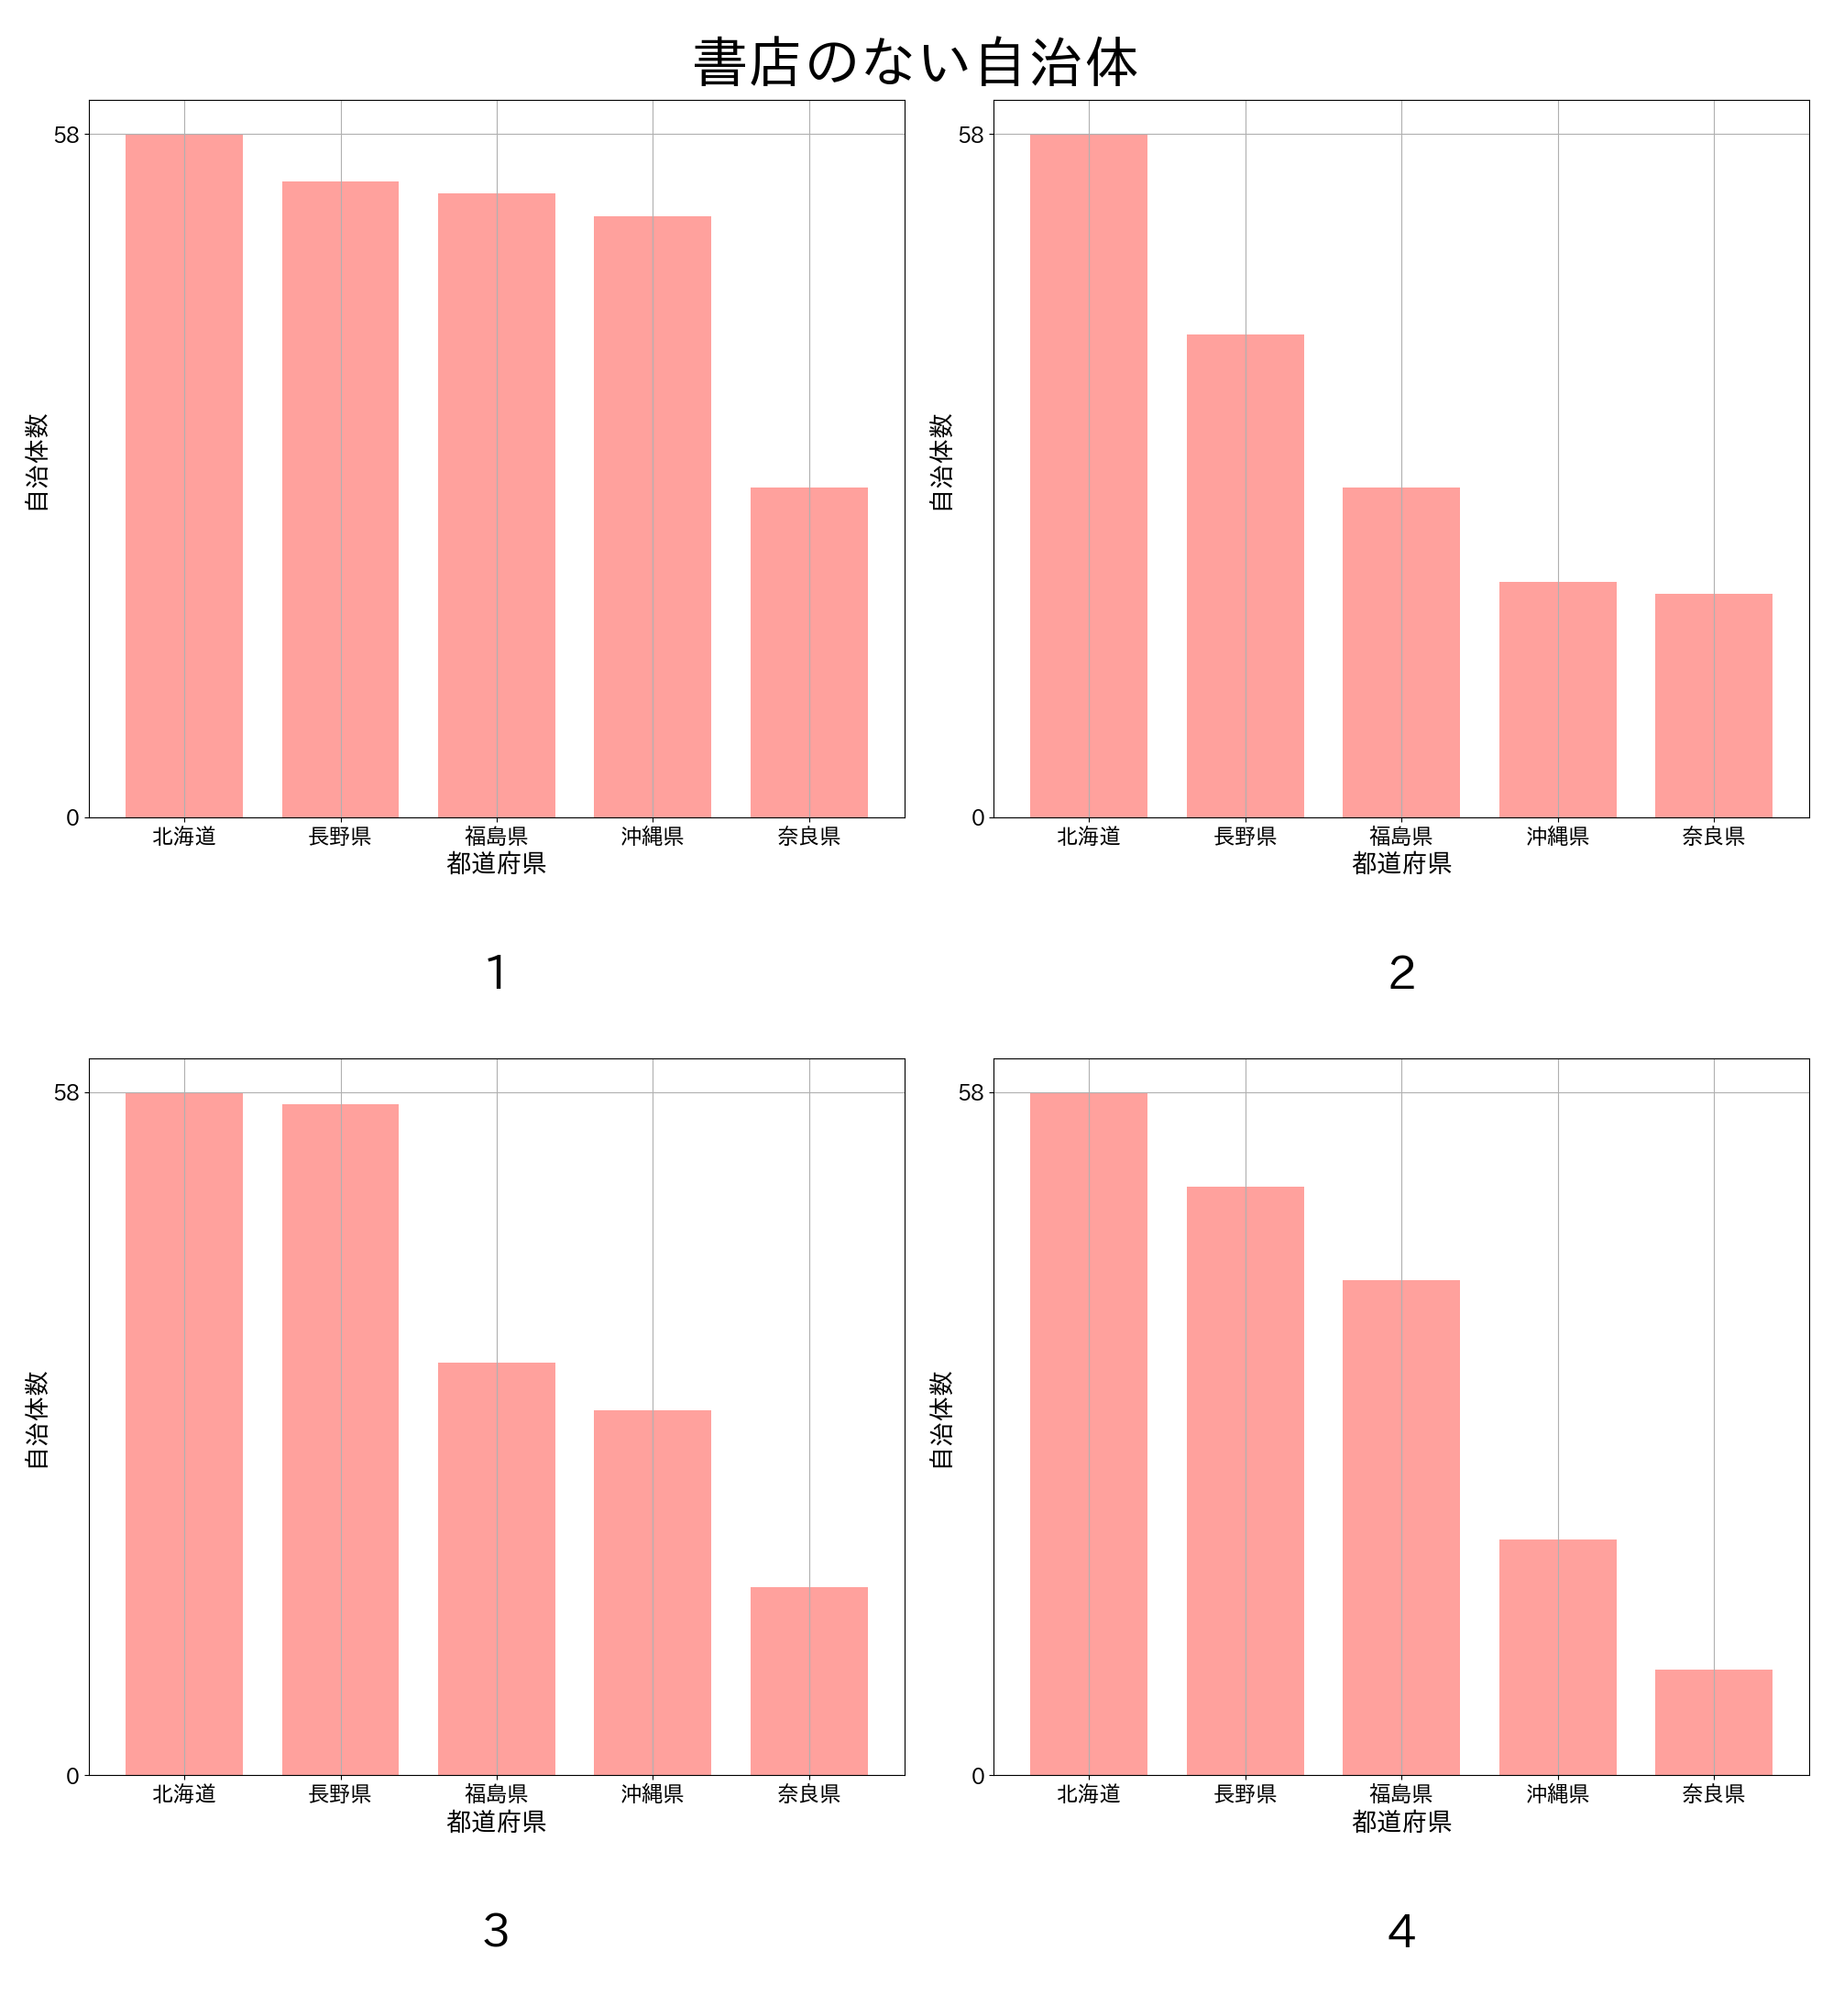 書店のない自治体
58
0
自治体数
北海道 長野県 福島県 沖縄県 奈良県
都道府県
1
58
0
自治体数
北海道 長野県 福島県 沖縄県 奈良県
都道府県
2
58
0
自治体数
北海道 長野県 福島県 沖縄県 奈良県
都道府県
3
58
0
自治体数
北海道 長野県 福島県 沖縄県 奈良県
都道府県
4